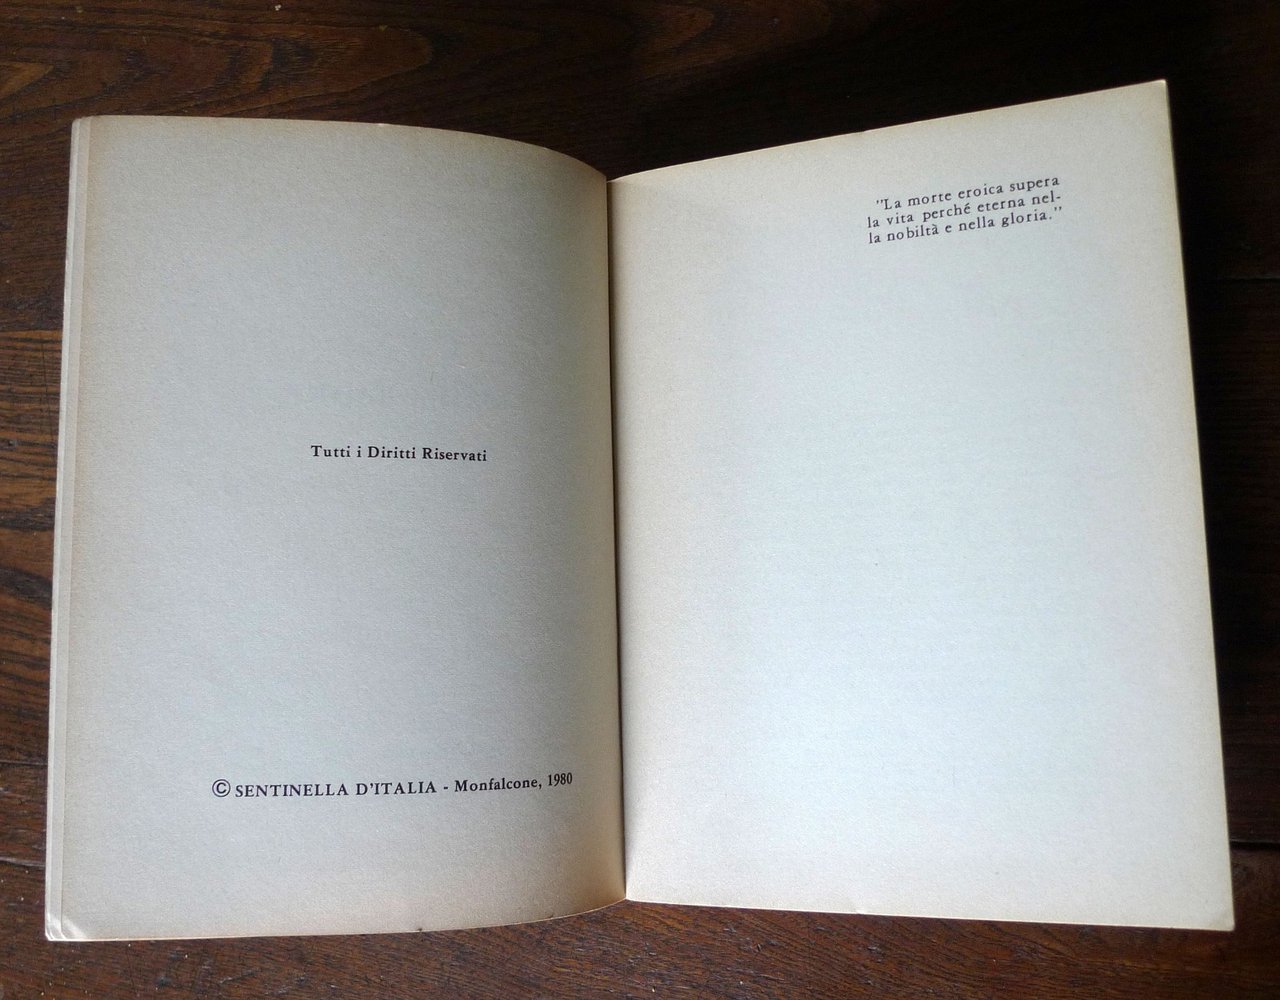 Tutti i Diritti Riservati
© SENTINELLA D'ITALIA - Monfalcone, 1980
"La morte eroica supera
la vita perché eterna nel-
la nobiltà e nella gloria."